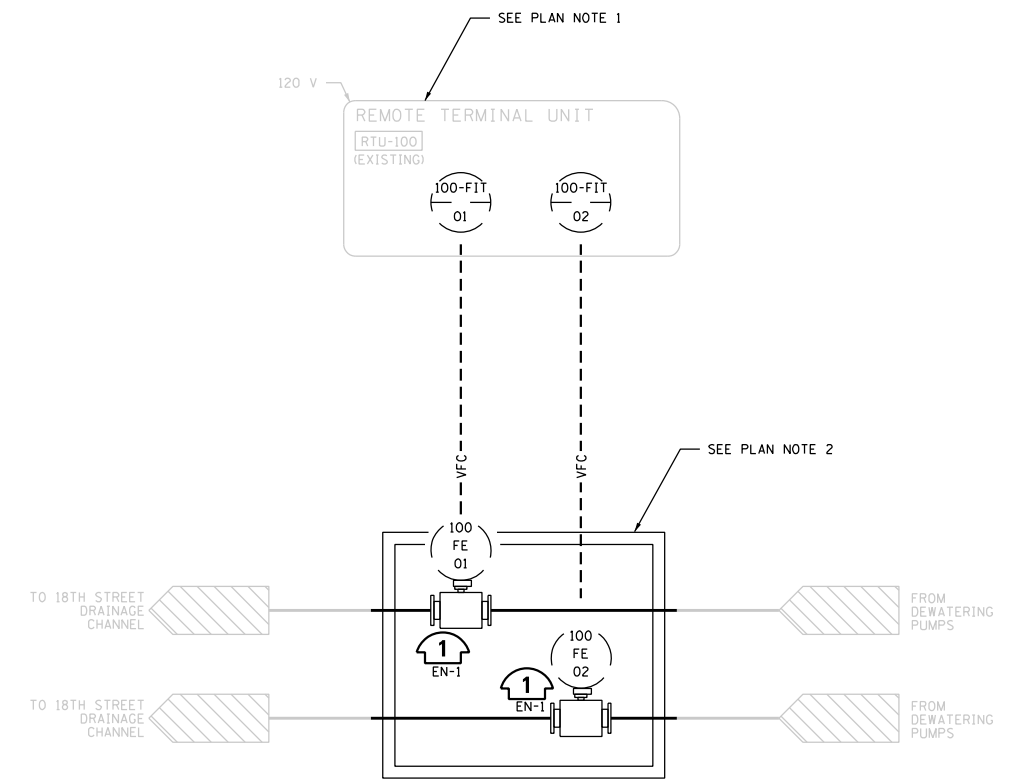 SEE PLAN NOTE 1
120 V
REMOTE TERMINAL UNIT
RTU-100
(EXISTING)
100-FIT
01
100-FIT
02
VFC
VFC
SEE PLAN NOTE 2
100
FE
01
TO 18TH STREET
DRAINAGE
CHANNEL
FROM
DEWATERING
PUMPS
1
EN-1
100
FE
02
1
EN-1
TO 18TH STREET
DRAINAGE
CHANNEL
FROM
DEWATERING
PUMPS